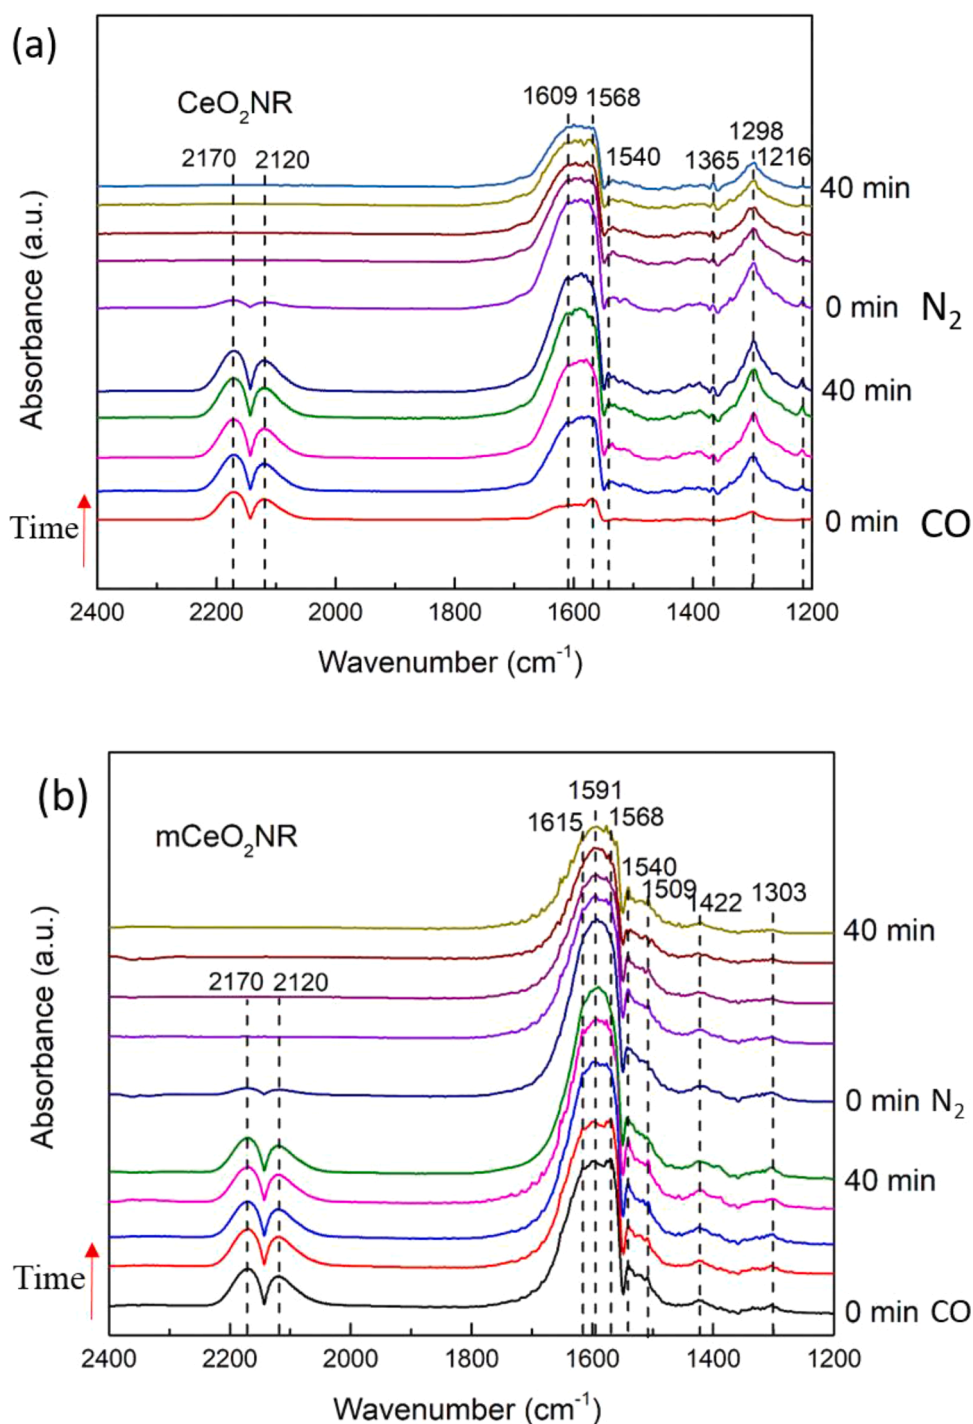 (a)
CeO₂NR
2170
2120
1609
1568
1540
1365
1298
1216
40 min
0 min N₂
40 min
0 min CO
Time
Absorbance (a.u.)
2400 2200 2000 1800 1600 1400 1200
Wavenumber (cm⁻¹)
(b)
mCeO₂NR
2170
2120
1615
1591
1568
1540
1509
1422
1303
40 min
0 min N₂
40 min
0 min CO
Time
Absorbance (a.u.)
2400 2200 2000 1800 1600 1400 1200
Wavenumber (cm⁻¹)